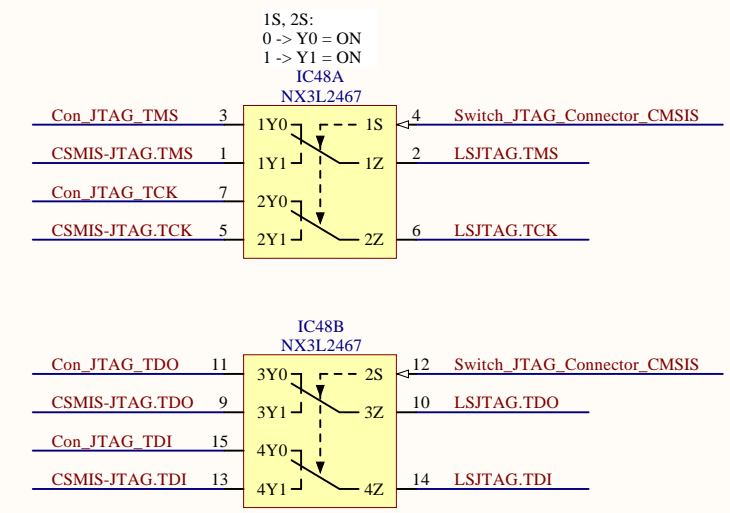 1S, 2S:
0 -> Y0 = ON
1 -> Y1 = ON
IC48A
NX3L2467
Con_JTAG_TMS 3 1Y0 1S 4 Switch_JTAG_Connector_CMSIS
CSMIS-JTAG.TMS 1 1Y1 1Z 2 LSJTAG.TMS
Con_JTAG_TCK 7 2Y0
CSMIS-JTAG.TCK 5 2Y1 2Z 6 LSJTAG.TCK
IC48B
NX3L2467
Con_JTAG_TDO 11 3Y0 2S 12 Switch_JTAG_Connector_CMSIS
CSMIS-JTAG.TDO 9 3Y1 3Z 10 LSJTAG.TDO
Con_JTAG_TDI 15 4Y0
CSMIS-JTAG.TDI 13 4Y1 4Z 14 LSJTAG.TDI